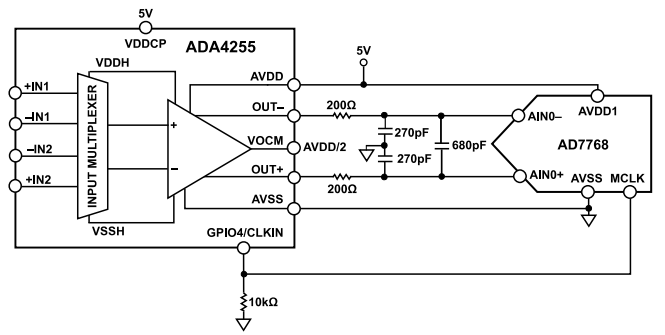 5V
VDDCP
ADA4255
VDDH
AVDD
5V
+IN1
–IN1
–IN2
+IN2
INPUT MULTIPLEXER
+
–
OUT–
200Ω
VOCM
AVDD/2
270pF
270pF
680pF
OUT+
200Ω
AVSS
VSSH
GPIO4/CLKIN
10kΩ
AVDD1
AIN0–
AD7768
AIN0+
AVSS
MCLK